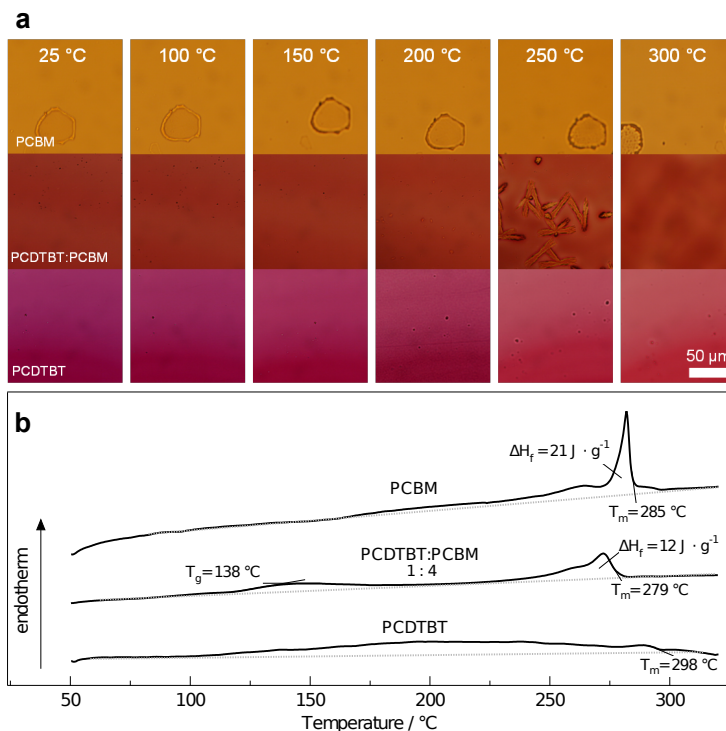 a
25 °C 100 °C 150 °C 200 °C 250 °C 300 °C
PCBM
PCDTBT:PCBM
PCDTBT
50 µm
b
ΔHf = 21 J · g-1
PCBM
Tm = 285 °C
PCDTBT:PCBM
1 : 4
ΔHf = 12 J · g-1
Tg = 138 °C
Tm = 279 °C
PCDTBT
Tm = 298 °C
endotherm
50 100 150 200 250 300
Temperature / °C